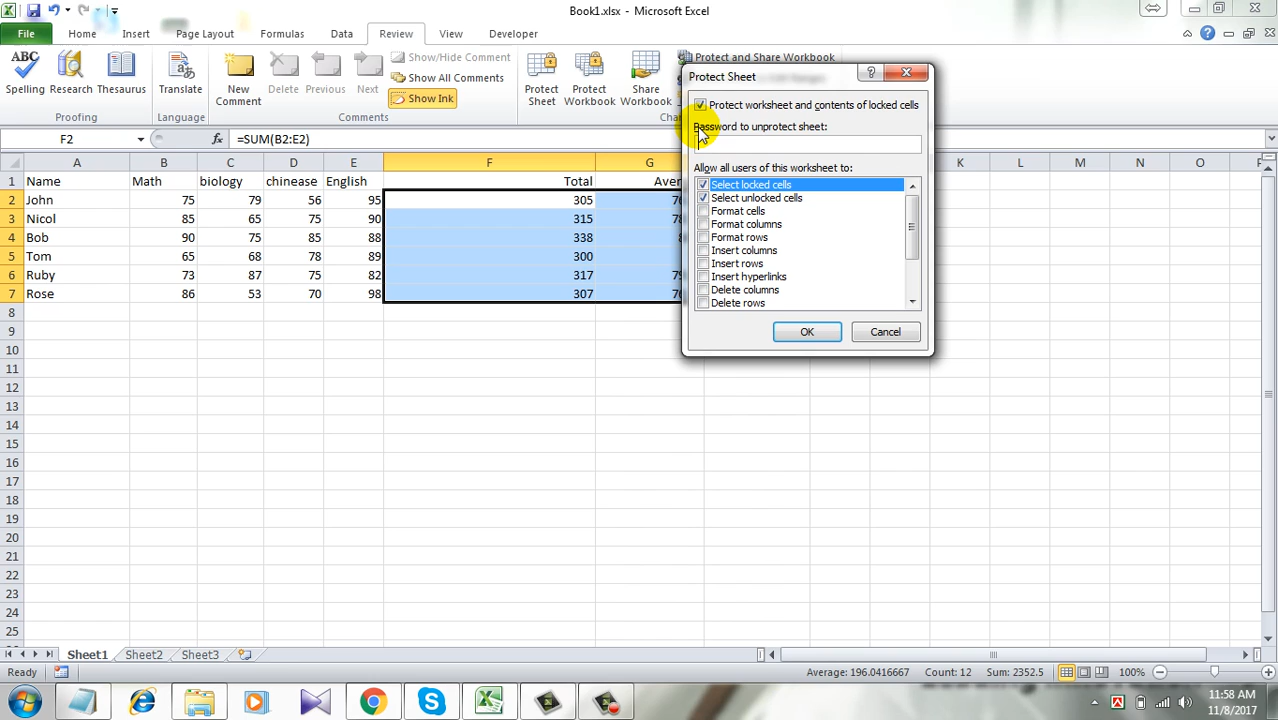 Book1.xlsx - Microsoft Excel
File Home Insert Page Layout Formulas Data Review View Developer
ABC
Spelling Research Thesaurus
Proofing
Translate
Language
New Comment Delete Previous Next
Show/Hide Comment
Show All Comments
Show Ink
Comments
Protect Sheet Protect Workbook Share Workbook
Protect and Share Workbook
F2 fx =SUM(B2:E2)
A B C D E F G K L M N O
1 Name Math biology chinease English Total
2 John 75 79 56 95 305
3 Nicol 85 65 75 90 315
4 Bob 90 75 85 88 338
5 Tom 65 68 78 89 300
6 Ruby 73 87 75 82 317
7 Rose 86 53 70 98 307
8
9
10
11
12
13
14
15
16
17
18
19
20
21
22
23
24
25
Protect Sheet
Protect worksheet and contents of locked cells
Password to unprotect sheet:
Allow all users of this worksheet to:
Select locked cells
Select unlocked cells
Format cells
Format columns
Format rows
Insert columns
Insert rows
Insert hyperlinks
Delete columns
Delete rows
OK Cancel
Sheet1 Sheet2 Sheet3
Ready Average: 196.0416667 Count: 12 Sum: 2352.5 100%
11:58 AM
11/8/2017